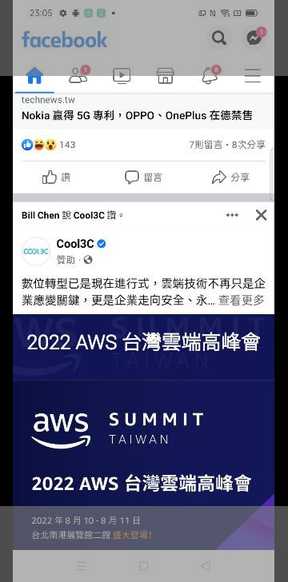 23:05
facebook
technews.tw
Nokia 贏得 5G 專利，OPPO、OnePlus 在德禁售
143
7則留言・8次分享
讚
留言
分享
Bill Chen 說 Cool3C 讚。
COOL3C
Cool3C
贊助・
數位轉型已是現在進行式，雲端技術不再只是企
業應變關鍵，更是企業走向安全、永... 查看更多
2022 AWS 台灣雲端高峰會
aws
SUMMIT
TAIWAN
2022 AWS 台灣雲端高峰會
2022 年 8 月 10 - 8 月 11 日
台北南港展覽館二館 盛大登場!